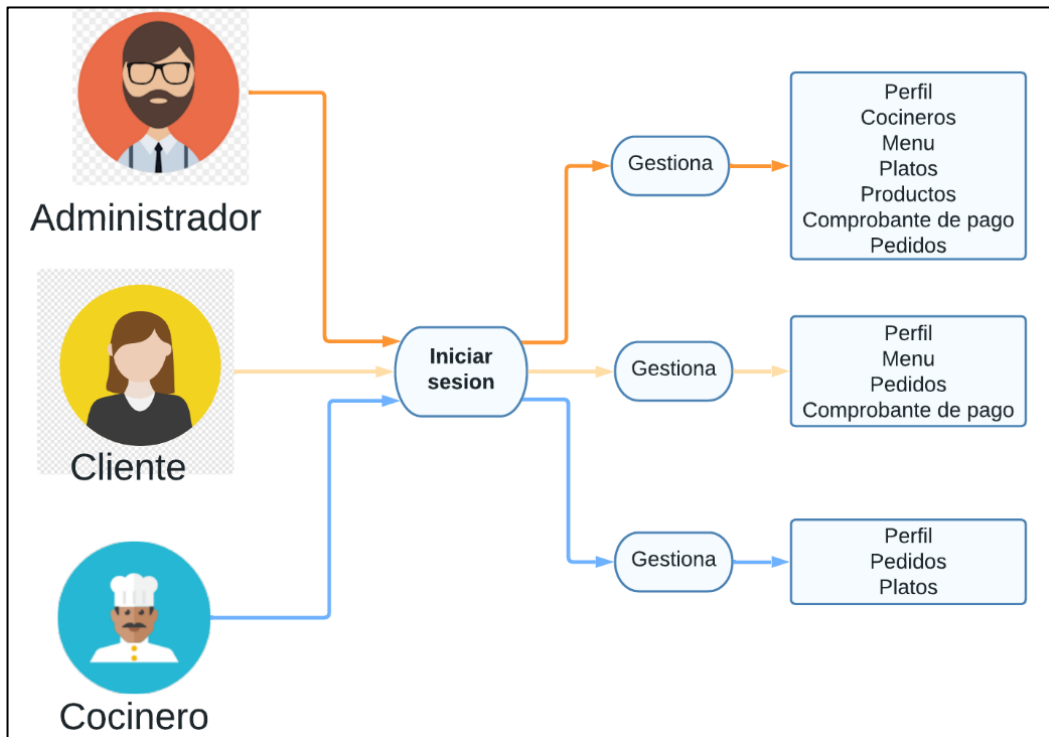 Administrador
Cliente
Cocinero
Iniciar
sesion
Gestiona
Perfil
Cocineros
Menu
Platos
Productos
Comprobante de pago
Pedidos
Gestiona
Perfil
Menu
Pedidos
Comprobante de pago
Gestiona
Perfil
Pedidos
Platos